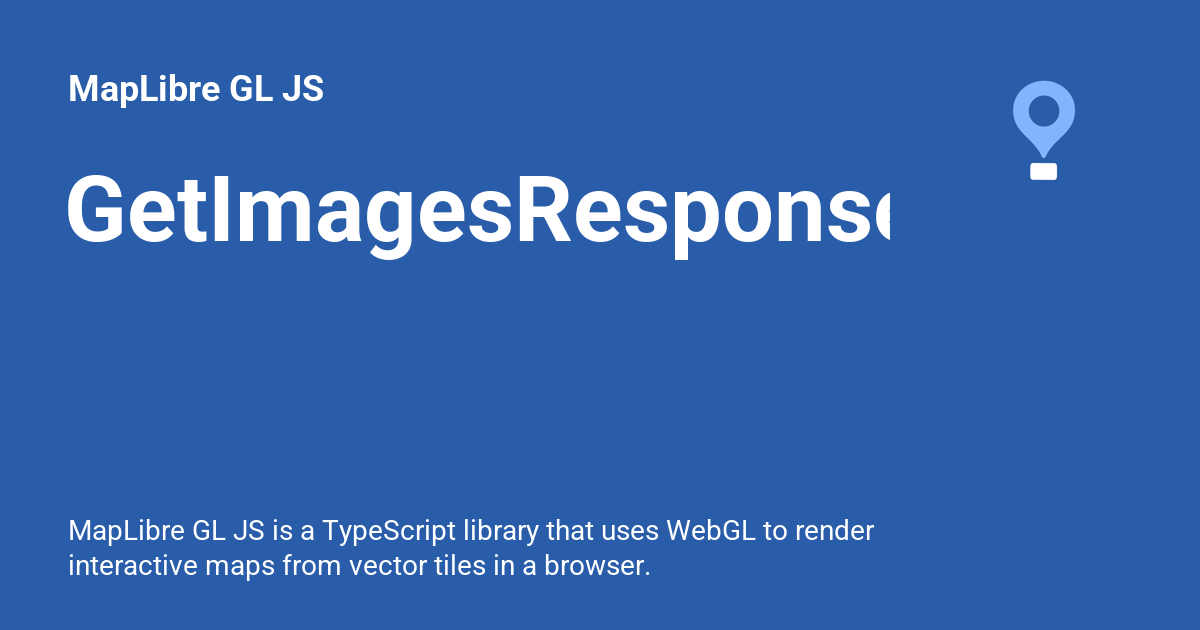 MapLibre GL JS
GetImagesResponse
MapLibre GL JS is a TypeScript library that uses WebGL to render
interactive maps from vector tiles in a browser.